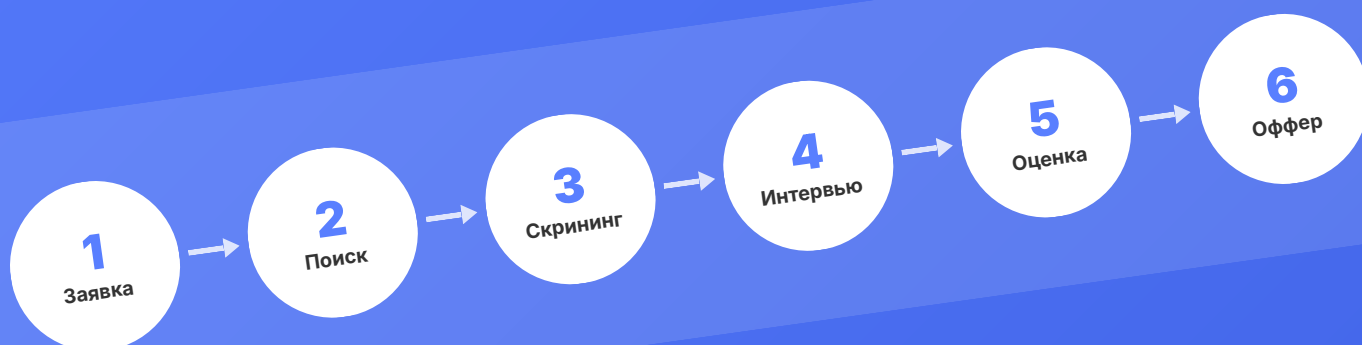 1
Заявка
2
Поиск
3
Скрининг
4
Интервью
5
Оценка
6
Оффер